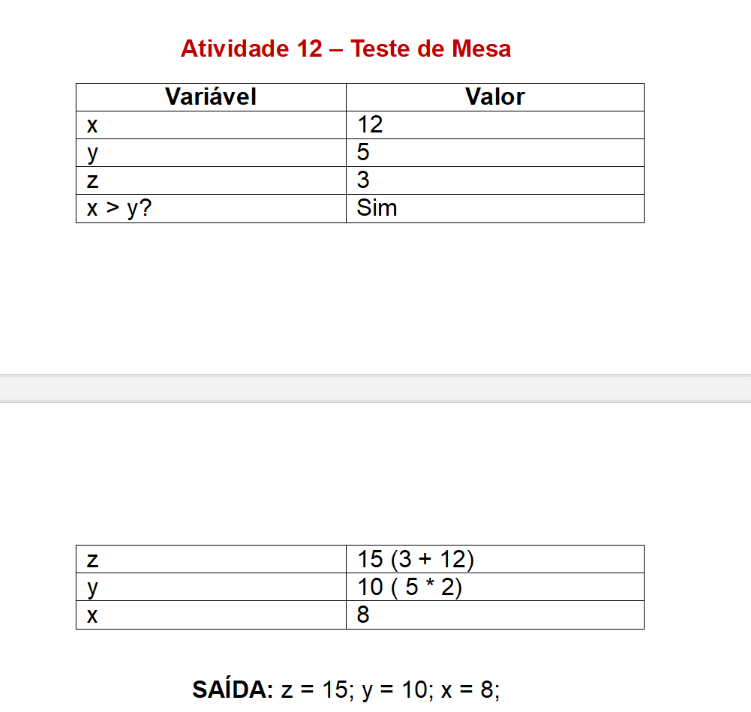 Atividade 12 – Teste de Mesa
Variável Valor
x 12
y 5
z 3
x > y? Sim
z 15 (3 + 12)
y 10 ( 5 * 2)
x 8
SAÍDA: z = 15; y = 10; x = 8;